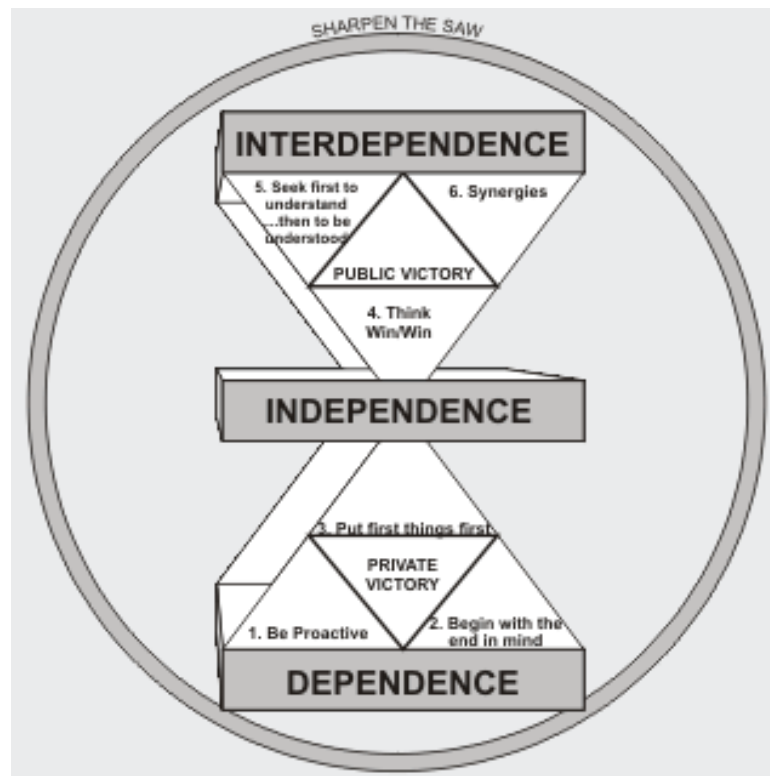 SHARPEN THE SAW
INTERDEPENDENCE
5. Seek first to
understand
...then to be
understood
6. Synergies
PUBLIC VICTORY
4. Think
Win/Win
INDEPENDENCE
3. Put first things first
PRIVATE
VICTORY
1. Be Proactive
2. Begin with the
end in mind
DEPENDENCE